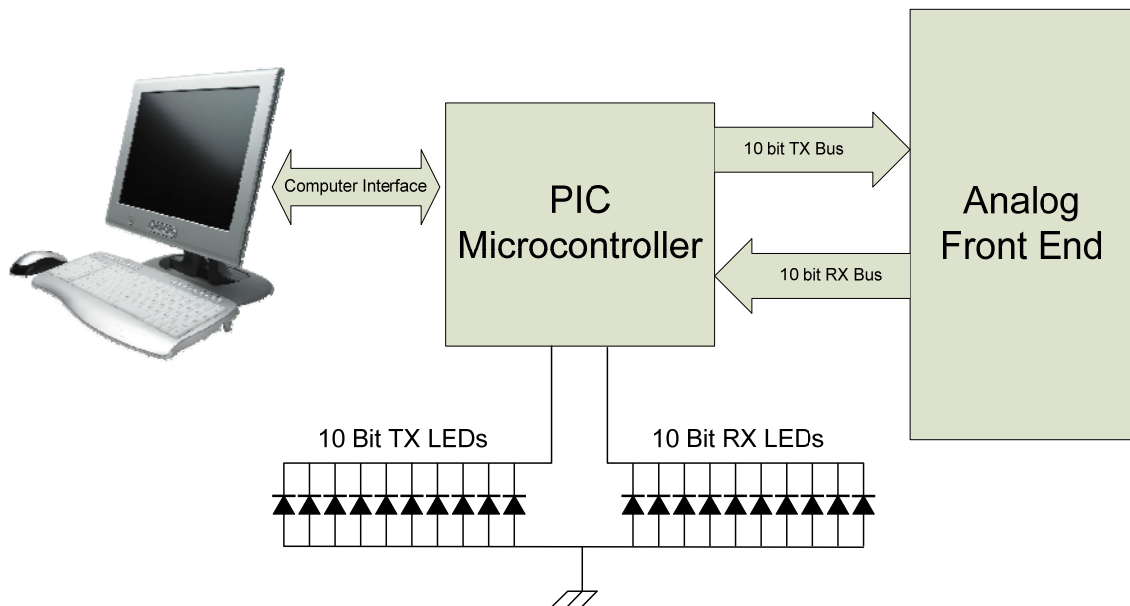 Computer Interface
PIC
Microcontroller
10 bit TX Bus
10 bit RX Bus
Analog
Front End
10 Bit TX LEDs
10 Bit RX LEDs